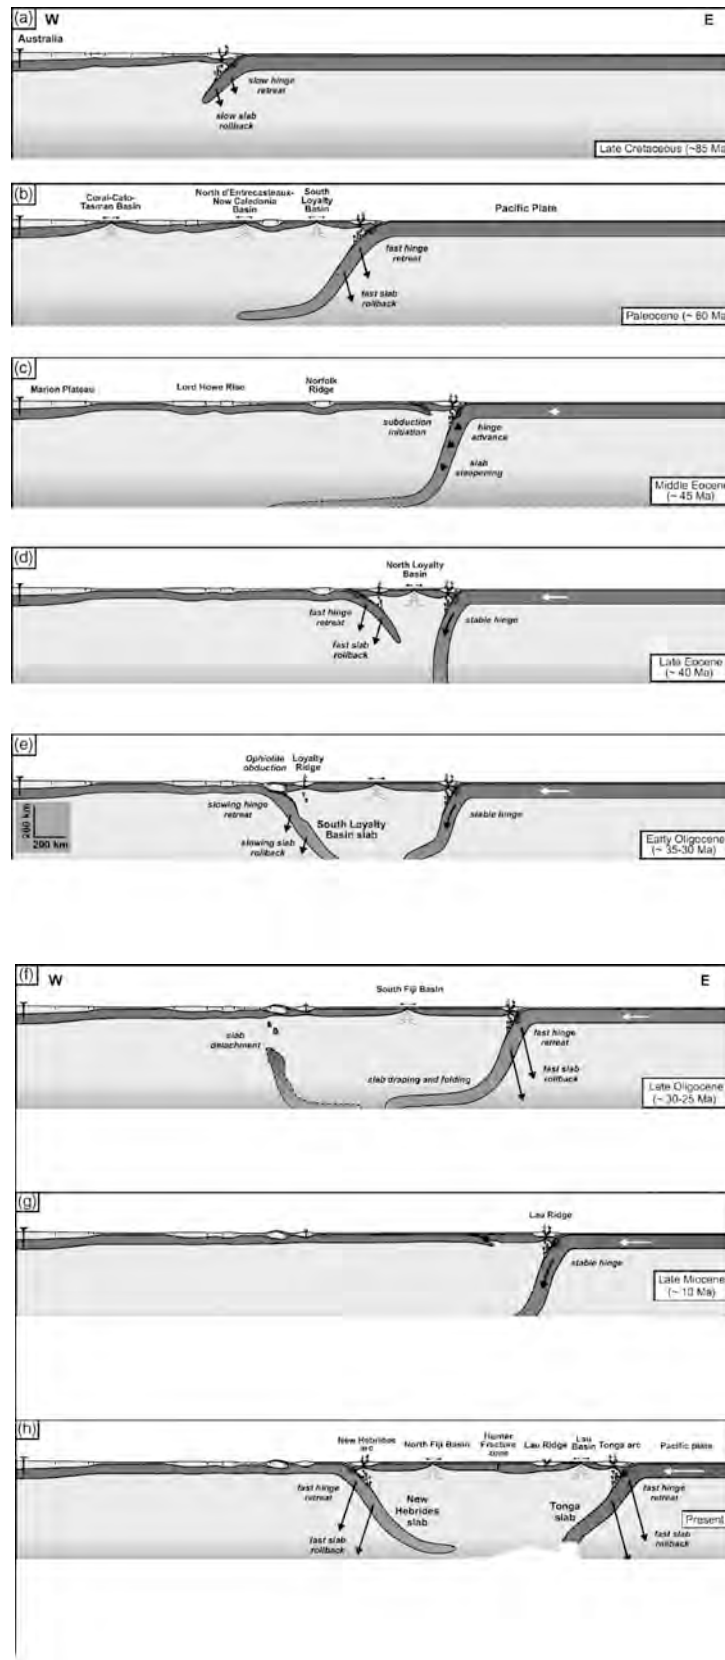 (a) W E
Australia
slow hinge
retreat
slow slab
rollback
Late Cretaceous (~85 Ma
(b)
Coral-Cato-
Tasman Basin
North d'Entrecasteaux-
New Caledonia
Basin
South
Loyalty
Basin
Pacific Plate
fast hinge
retreat
fast slab
rollback
Paleocene (~ 60 Ma
(c)
Marion Plateau
Lord Howe Rise
Norfolk
Ridge
subduction
initiation
hinge
advance
slab
steepening
Middle Eocene
(~ 45 Ma)
(d)
North Loyalty
Basin
fast hinge
retreat
fast slab
rollback
stable hinge
Late Eocene
(~ 40 Ma)
(e)
Ophiolite
obduction
Loyalty
Ridge
slowing hinge
retreat
South Loyalty
Basin slab
slowing slab
rollback
stable hinge
200 km
200 km
Early Oligocene
(~ 35-30 Ma)
(f) W E
South Fiji Basin
slab
detachment
fast hinge
retreat
slab draping and folding
fast slab
rollback
Late Oligocene
(~ 30-25 Ma)
(g)
Lau Ridge
stable hinge
Late Miocene
(~ 10 Ma)
(h)
New Hebrides
arc
North Fiji Basin
Hunter
Fracture
zone
Lau Ridge
Lau
Basin
Tonga arc
Pacific plate
fast hinge
retreat
New
Hebrides
slab
fast slab
rollback
Tonga
slab
fast hinge
retreat
fast slab
rollback
Present